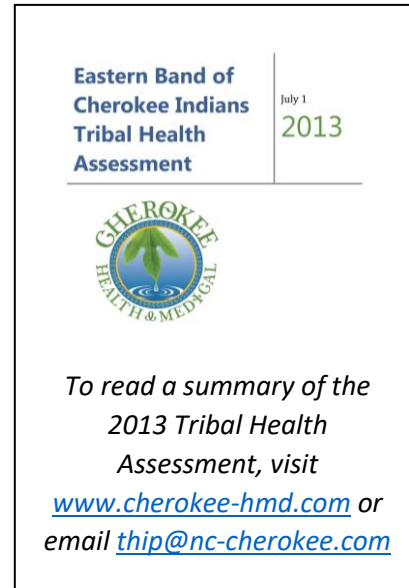 Eastern Band of
Cherokee Indians
Tribal Health
Assessment
July 1
2013
CHEROKEE
HEALTH & MEDICAL
To read a summary of the
2013 Tribal Health
Assessment, visit
www.cherokee-hmd.com or
email thip@nc-cherokee.com